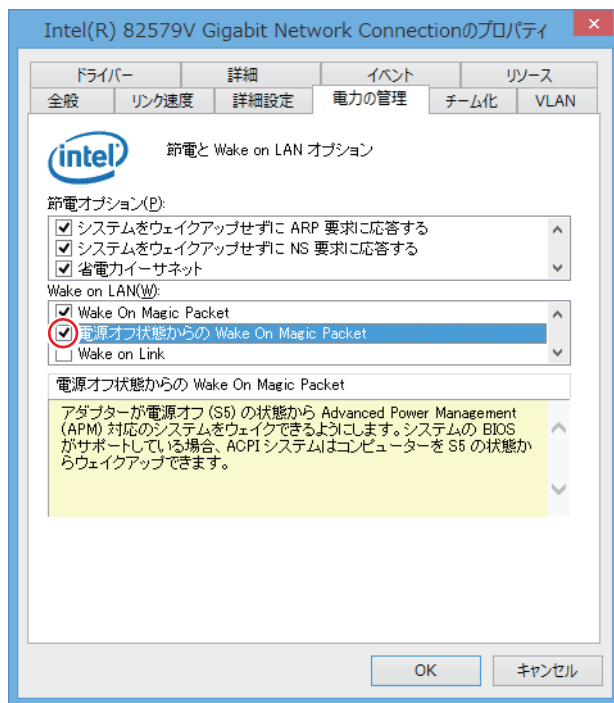 Intel(R) 82579V Gigabit Network Connectionのプロパティ
ドライバー 詳細 イベント リソース
全般 リンク速度 詳細設定 電力の管理 チーム化 VLAN
intel
節電と Wake on LAN オプション
節電オプション(P):
システムをウェイクアップせずに ARP 要求に応答する
システムをウェイクアップせずに NS 要求に応答する
省電力イーサネット
Wake on LAN(W):
Wake On Magic Packet
電源オフ状態からの Wake On Magic Packet
Wake on Link
電源オフ状態からの Wake On Magic Packet
アダプターが電源オフ (S5) の状態から Advanced Power Management
(APM) 対応のシステムをウェイクできるようにします。システムの BIOS
がサポートしている場合、ACPI システムはコンピューターを S5 の状態か
らウェイクアップできます。
OK キャンセル